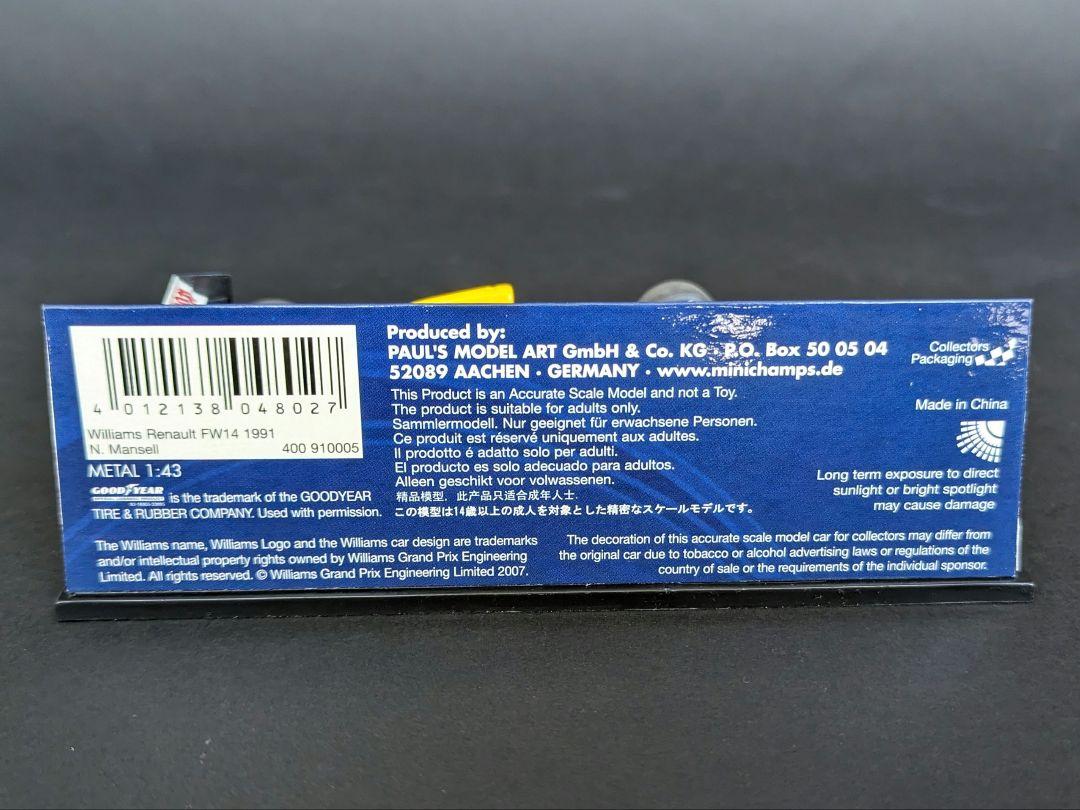 4 012138 048027
Williams Renault FW14 1991
N. Mansell 400 910005
METAL 1:43
GOODYEAR is the trademark of the GOODYEAR
TIRE & RUBBER COMPANY. Used with permission.
Produced by:
PAUL'S MODEL ART GmbH & Co. KG · P.O. Box 50 05 04
52089 AACHEN · GERMANY · www.minichamps.de
This Product is an Accurate Scale Model and not a Toy.
The product is suitable for adults only.
Sammlermodell. Nur geeignet für erwachsene Personen.
Ce produit est réservé uniquement aux adultes.
Il prodotto é adatto solo per adulti.
El producto es solo adecuado para adultos.
Alleen geschikt voor volwassenen.
精品模型. 此产品只适合成年人士.
この模型は14歳以上の成人を対象とした精密なスケールモデルです。
Collectors
Packaging
Made in China
Long term exposure to direct
sunlight or bright spotlight
may cause damage
The Williams name, Williams Logo and the Williams car design are trademarks
and/or intellectual property rights owned by Williams Grand Prix Engineering
Limited. All rights reserved. © Williams Grand Prix Engineering Limited 2007.
The decoration of this accurate scale model car for collectors may differ from
the original car due to tobacco or alcohol advertising laws or regulations of the
country of sale or the requirements of the individual sponsor.